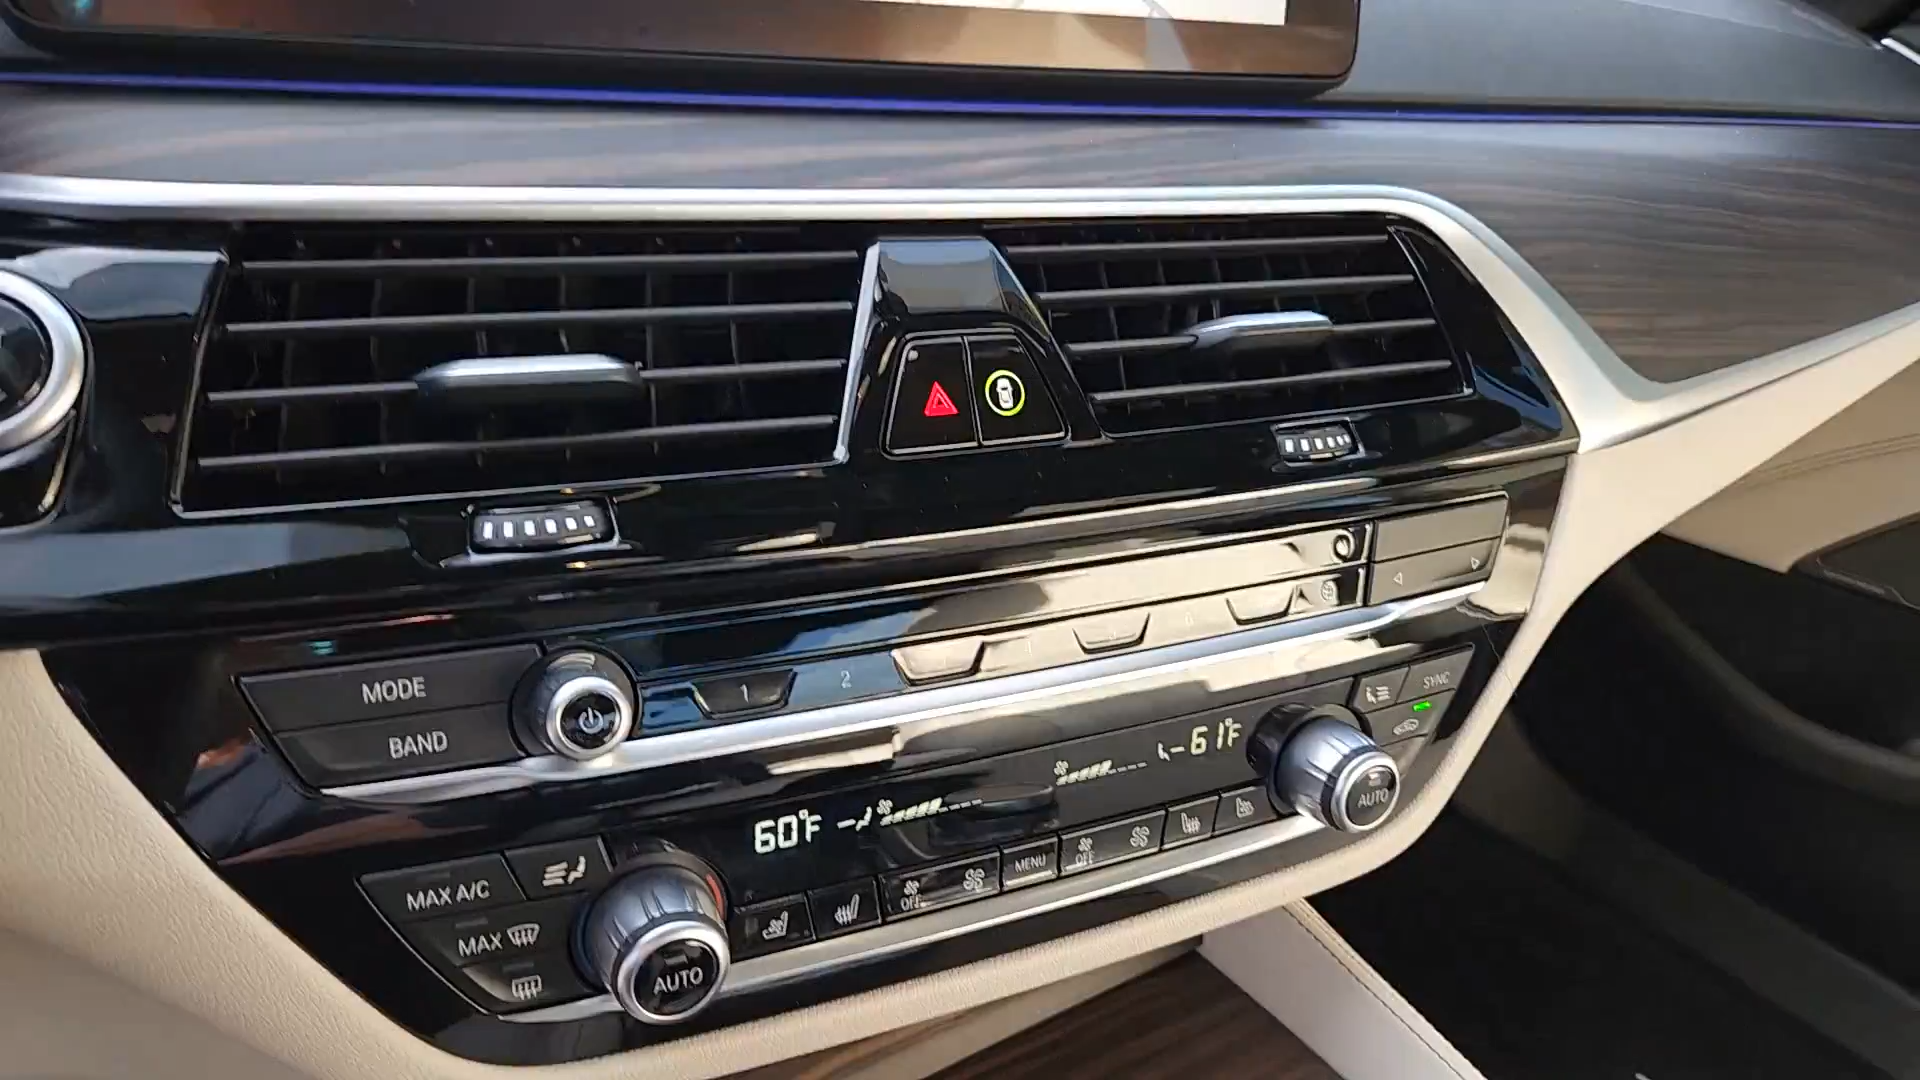 MODE
BAND
1
2
SYNC
61°F
60°F
AUTO
MAX A/C
MAX
AUTO
OFF
MENU
OFF